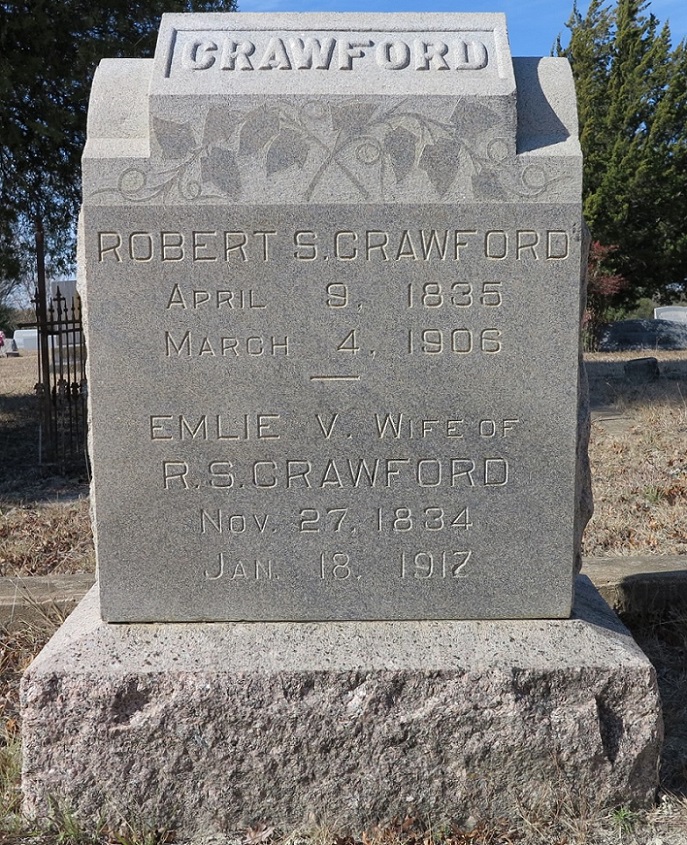 CRAWFORD
ROBERT S. CRAWFORD
APRIL 9, 1835
MARCH 4, 1906
EMLIE V. WIFE OF
R. S. CRAWFORD
NOV. 27, 1834
JAN. 18, 1917